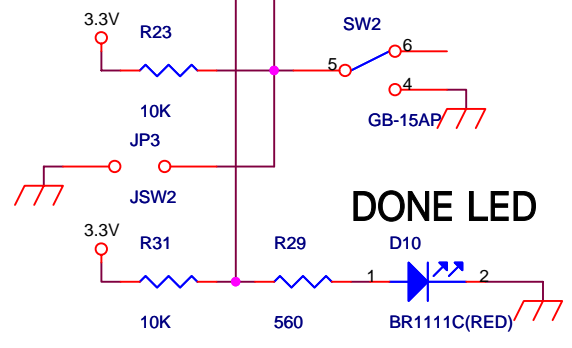 3.3V
R23
SW2
6
5
4
10K
GB-15AP
JP3
JSW2
DONE LED
3.3V
R31
R29
D10
1
2
10K
560
BR1111C(RED)